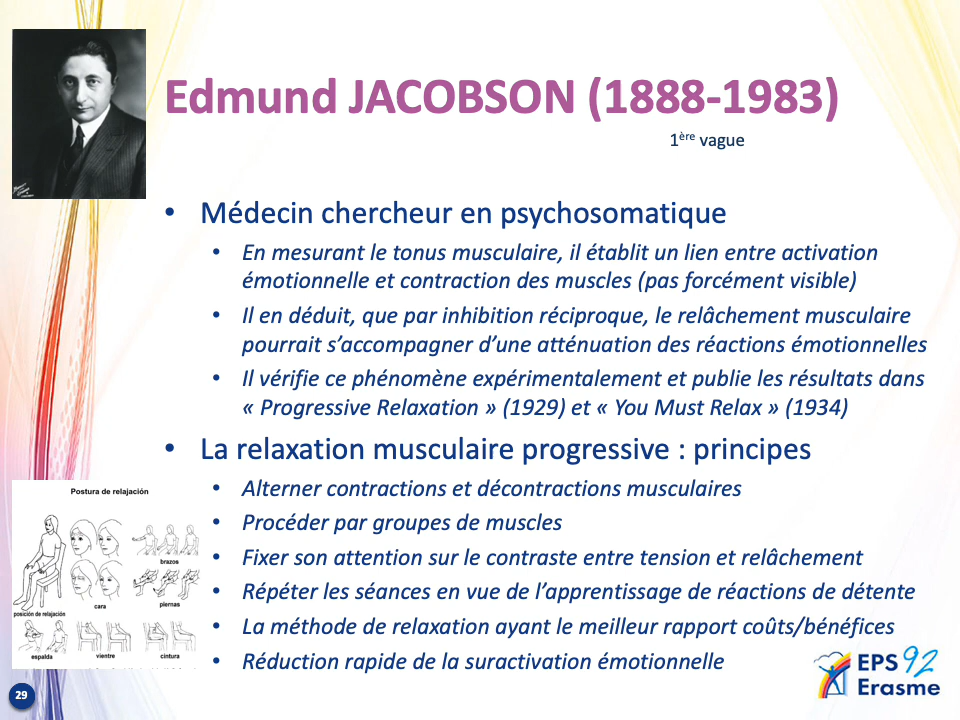 Edmund JACOBSON (1888-1983)
1ère vague
• Médecin chercheur en psychosomatique
• En mesurant le tonus musculaire, il établit un lien entre activation
émotionnelle et contraction des muscles (pas forcément visible)
• Il en déduit, que par inhibition réciproque, le relâchement musculaire
pourrait s’accompagner d’une atténuation des réactions émotionnelles
• Il vérifie ce phénomène expérimentalement et publie les résultats dans
« Progressive Relaxation » (1929) et « You Must Relax » (1934)
• La relaxation musculaire progressive : principes
• Alterner contractions et décontractions musculaires
• Procéder par groupes de muscles
• Fixer son attention sur le contraste entre tension et relâchement
• Répéter les séances en vue de l’apprentissage de réactions de détente
• La méthode de relaxation ayant le meilleur rapport coûts/bénéfices
• Réduction rapide de la suractivation émotionnelle
Postura de relajación
brazos
cara
piernas
posición de relajación
espalda
vientre
cintura
29
EPS 92
Erasme